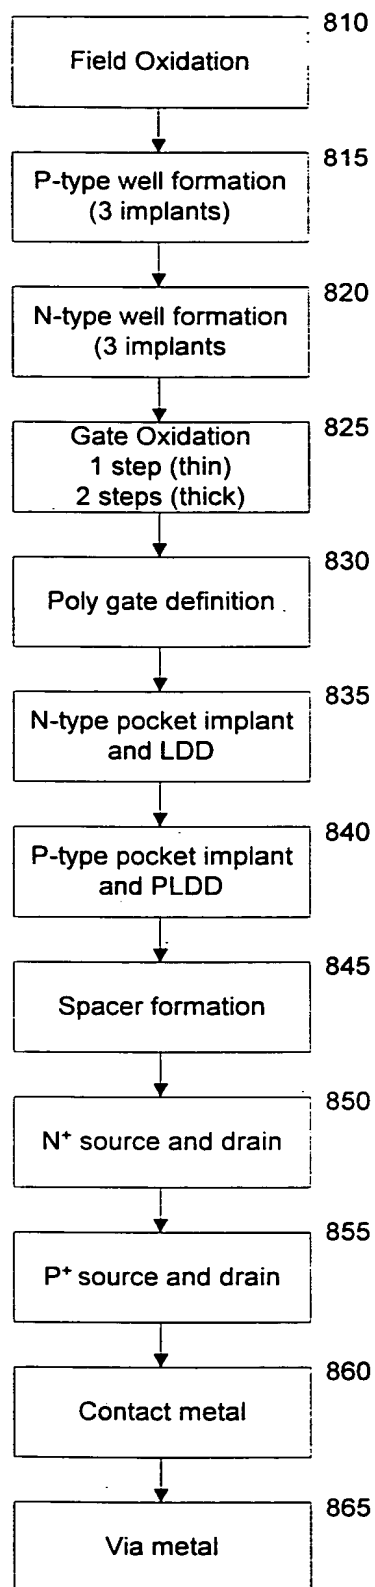 810
Field Oxidation
815
P-type well formation
(3 implants)
820
N-type well formation
(3 implants
825
Gate Oxidation
1 step (thin)
2 steps (thick)
830
Poly gate definition
835
N-type pocket implant
and LDD
840
P-type pocket implant
and PLDD
845
Spacer formation
850
N⁺ source and drain
855
P⁺ source and drain
860
Contact metal
865
Via metal